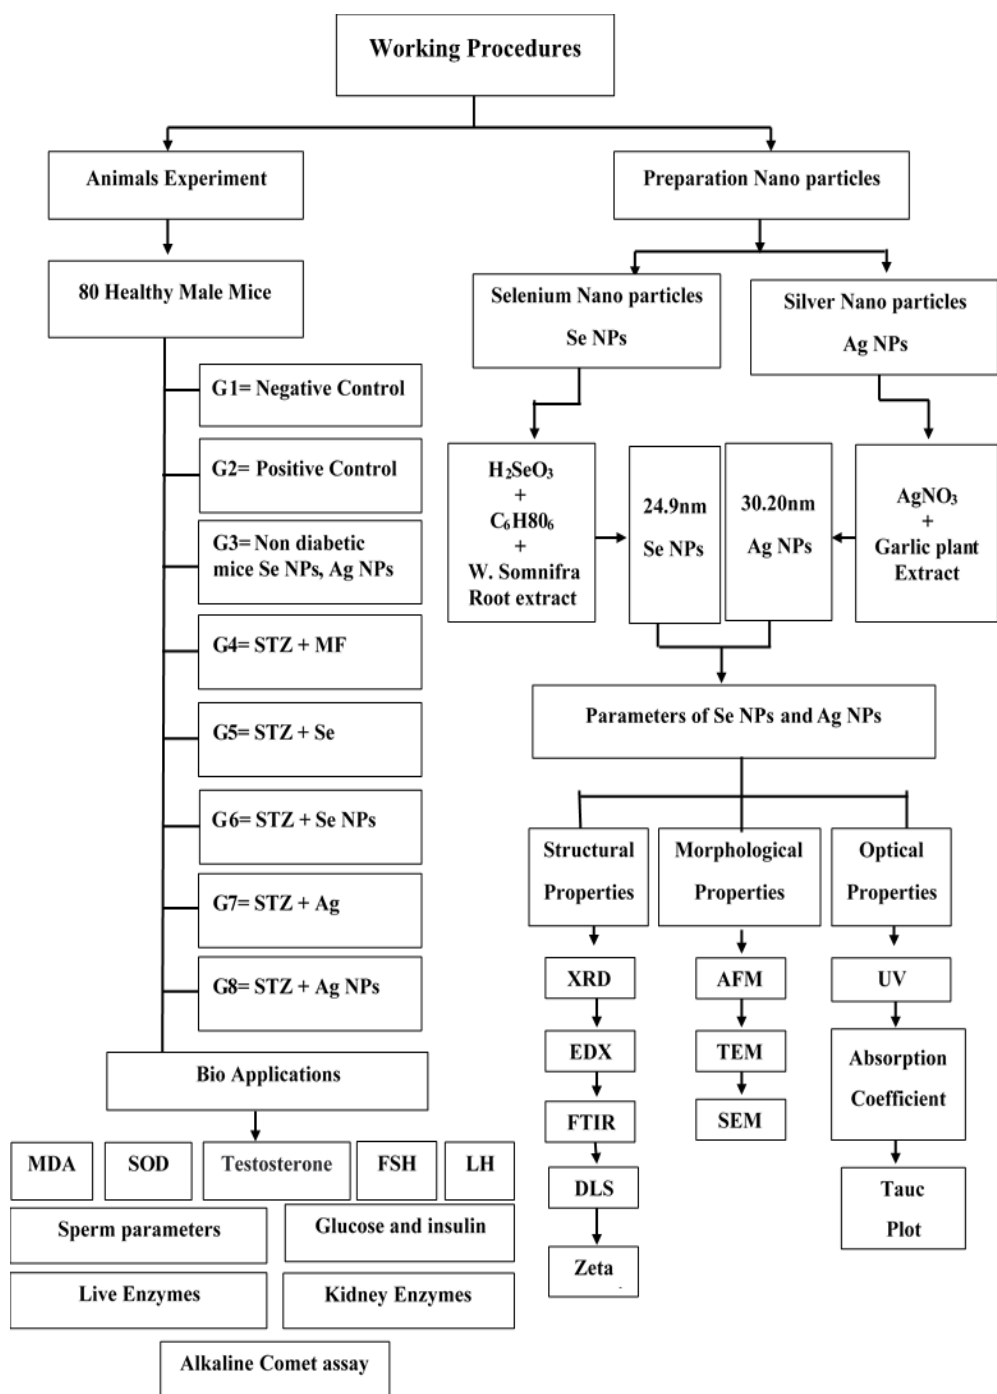 Working Procedures
Animals Experiment
Preparation Nano particles
80 Healthy Male Mice
Selenium Nano particles
Se NPs
Silver Nano particles
Ag NPs
G1= Negative Control
G2= Positive Control
G3= Non diabetic
mice Se NPs, Ag NPs
G4= STZ + MF
G5= STZ + Se
G6= STZ + Se NPs
G7= STZ + Ag
G8= STZ + Ag NPs
H₂SeO₃
+
C₆H80₆
+
W. Somnifra
Root extract
24.9nm
Se NPs
30.20nm
Ag NPs
AgNO₃
+
Garlic plant
Extract
Parameters of Se NPs and Ag NPs
Structural
Properties
Morphological
Properties
Optical
Properties
XRD
EDX
FTIR
DLS
Zeta
AFM
TEM
SEM
UV
Absorption
Coefficient
Tauc
Plot
Bio Applications
MDA
SOD
Testosterone
FSH
LH
Sperm parameters
Glucose and insulin
Live Enzymes
Kidney Enzymes
Alkaline Comet assay